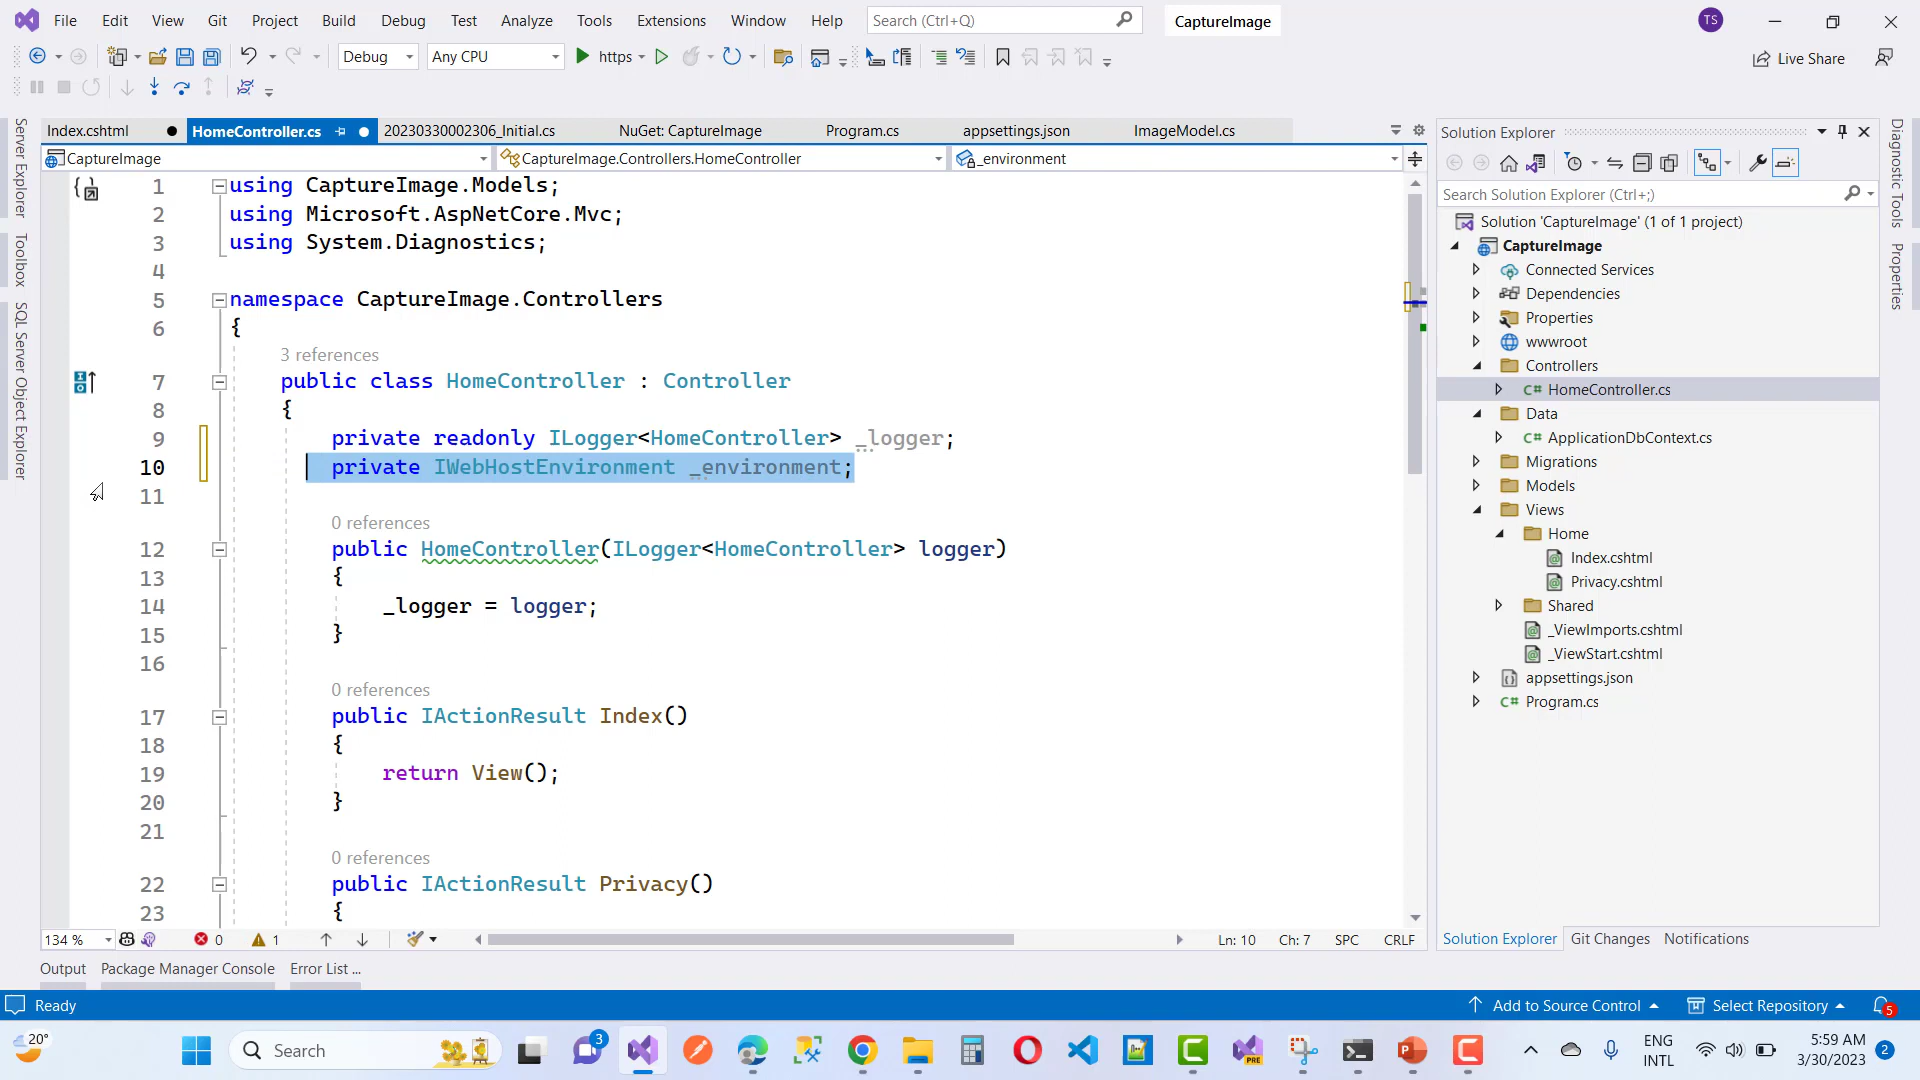 File Edit View Git Project Build Debug Test Analyze Tools Extensions Window Help Search (Ctrl+Q) CaptureImage TS
Debug Any CPU https Live Share
Index.cshtml HomeController.cs 20230330002306_Initial.cs NuGet: CaptureImage Program.cs appsettings.json ImageModel.cs
CaptureImage CaptureImage.Controllers.HomeController _environment
1 using CaptureImage.Models;
2 using Microsoft.AspNetCore.Mvc;
3 using System.Diagnostics;
4
5 namespace CaptureImage.Controllers
6 {
3 references
7 public class HomeController : Controller
8 {
9 private readonly ILogger<HomeController> _logger;
10 private IWebHostEnvironment _environment;
11
0 references
12 public HomeController(ILogger<HomeController> logger)
13 {
14 _logger = logger;
15 }
16
0 references
17 public IActionResult Index()
18 {
19 return View();
20 }
21
0 references
22 public IActionResult Privacy()
23 {
134 % 0 1 Ln: 10 Ch: 7 SPC CRLF
Output Package Manager Console Error List ...
Server Explorer
Toolbox
SQL Server Object Explorer
Solution Explorer
Search Solution Explorer (Ctrl+;)
Solution 'CaptureImage' (1 of 1 project)
CaptureImage
Connected Services
Dependencies
Properties
wwwroot
Controllers
C# HomeController.cs
Data
C# ApplicationDbContext.cs
Migrations
Models
Views
Home
Index.cshtml
Privacy.cshtml
Shared
_ViewImports.cshtml
_ViewStart.cshtml
appsettings.json
C# Program.cs
Solution Explorer Git Changes Notifications
Diagnostic Tools
Properties
Ready Add to Source Control Select Repository 5
20° Search 3 PRE ENG
INTL
5:59 AM
3/30/2023
2